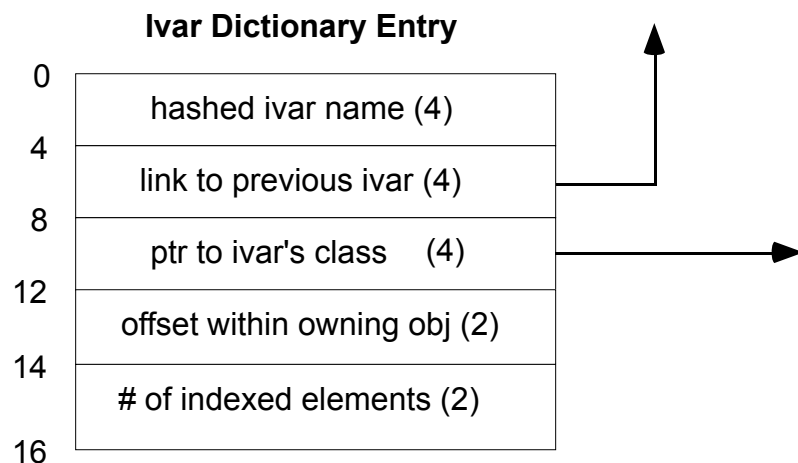 Ivar Dictionary Entry
0
hashed ivar name (4)
4
link to previous ivar (4)
8
ptr to ivar's class (4)
12
offset within owning obj (2)
14
# of indexed elements (2)
16